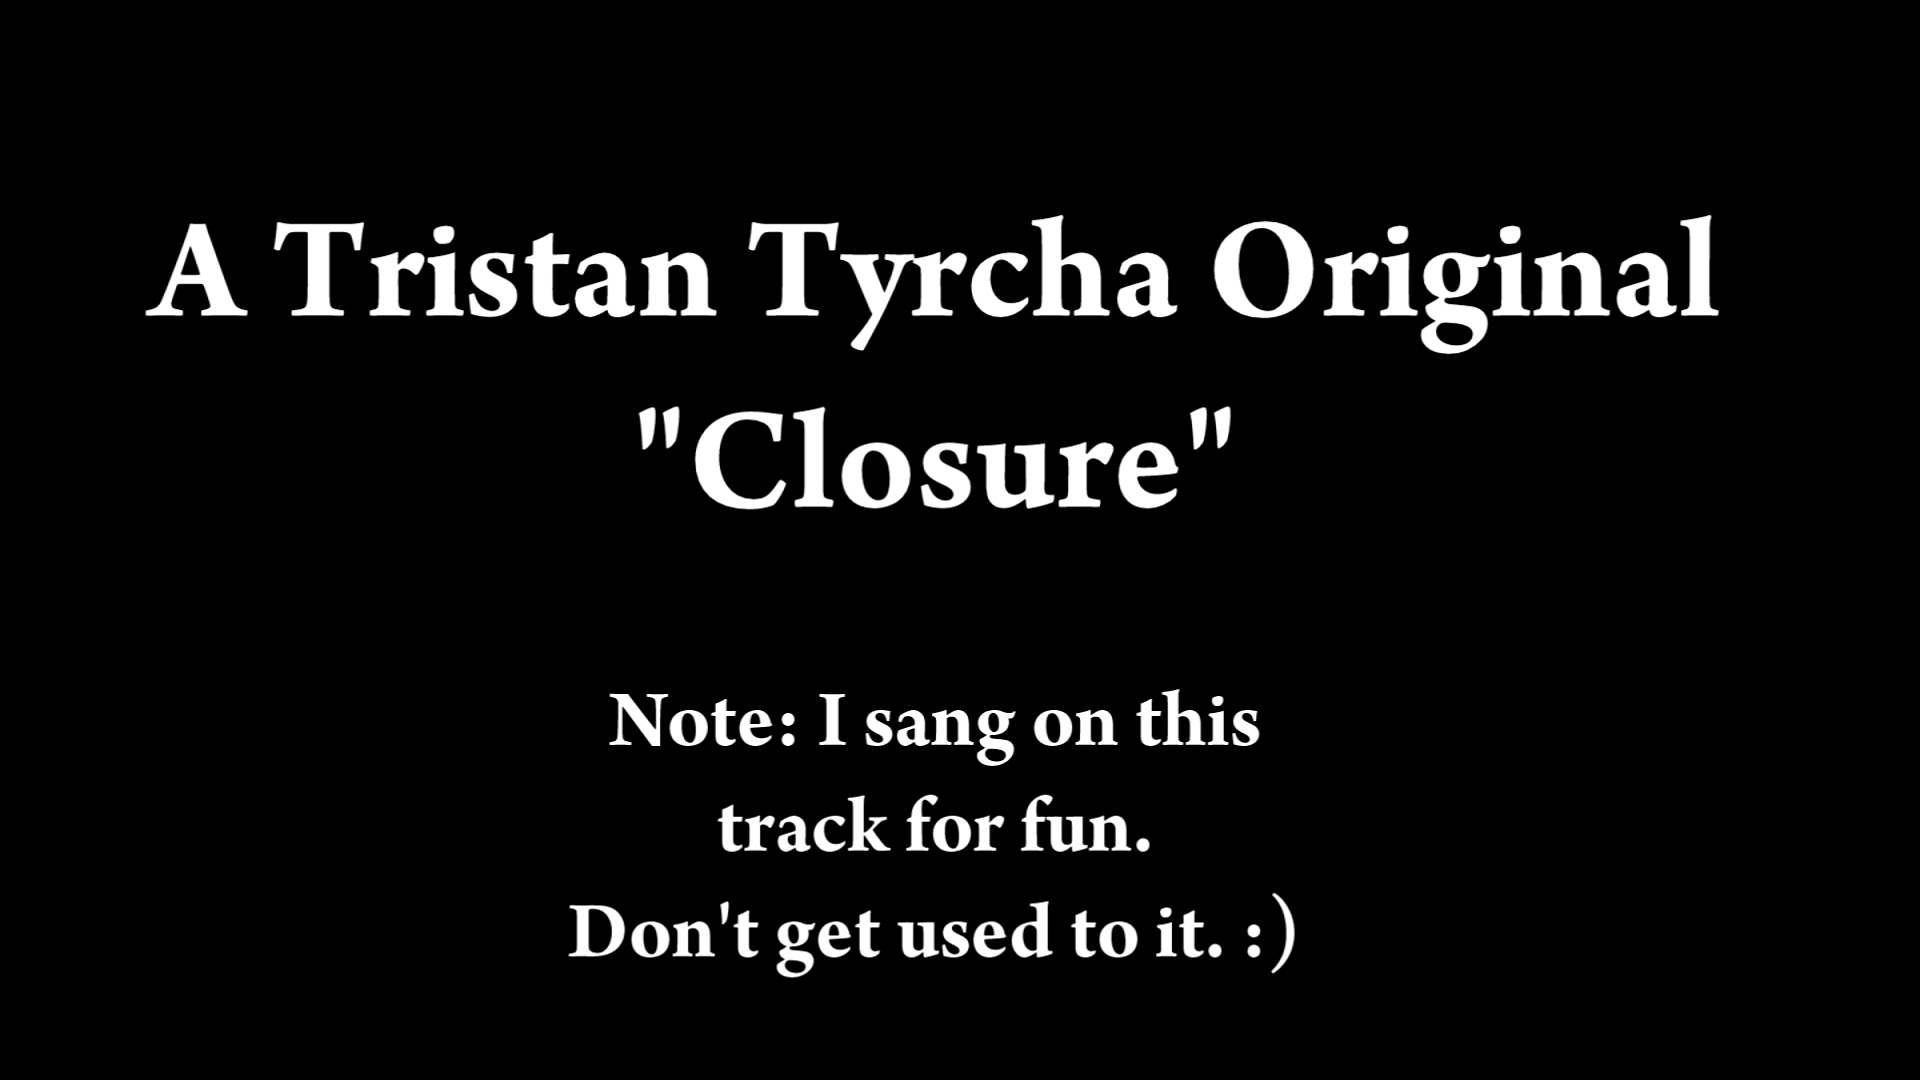 A Tristan Tyrcha Original
"Closure"
Note: I sang on this
track for fun.
Don't get used to it. :)